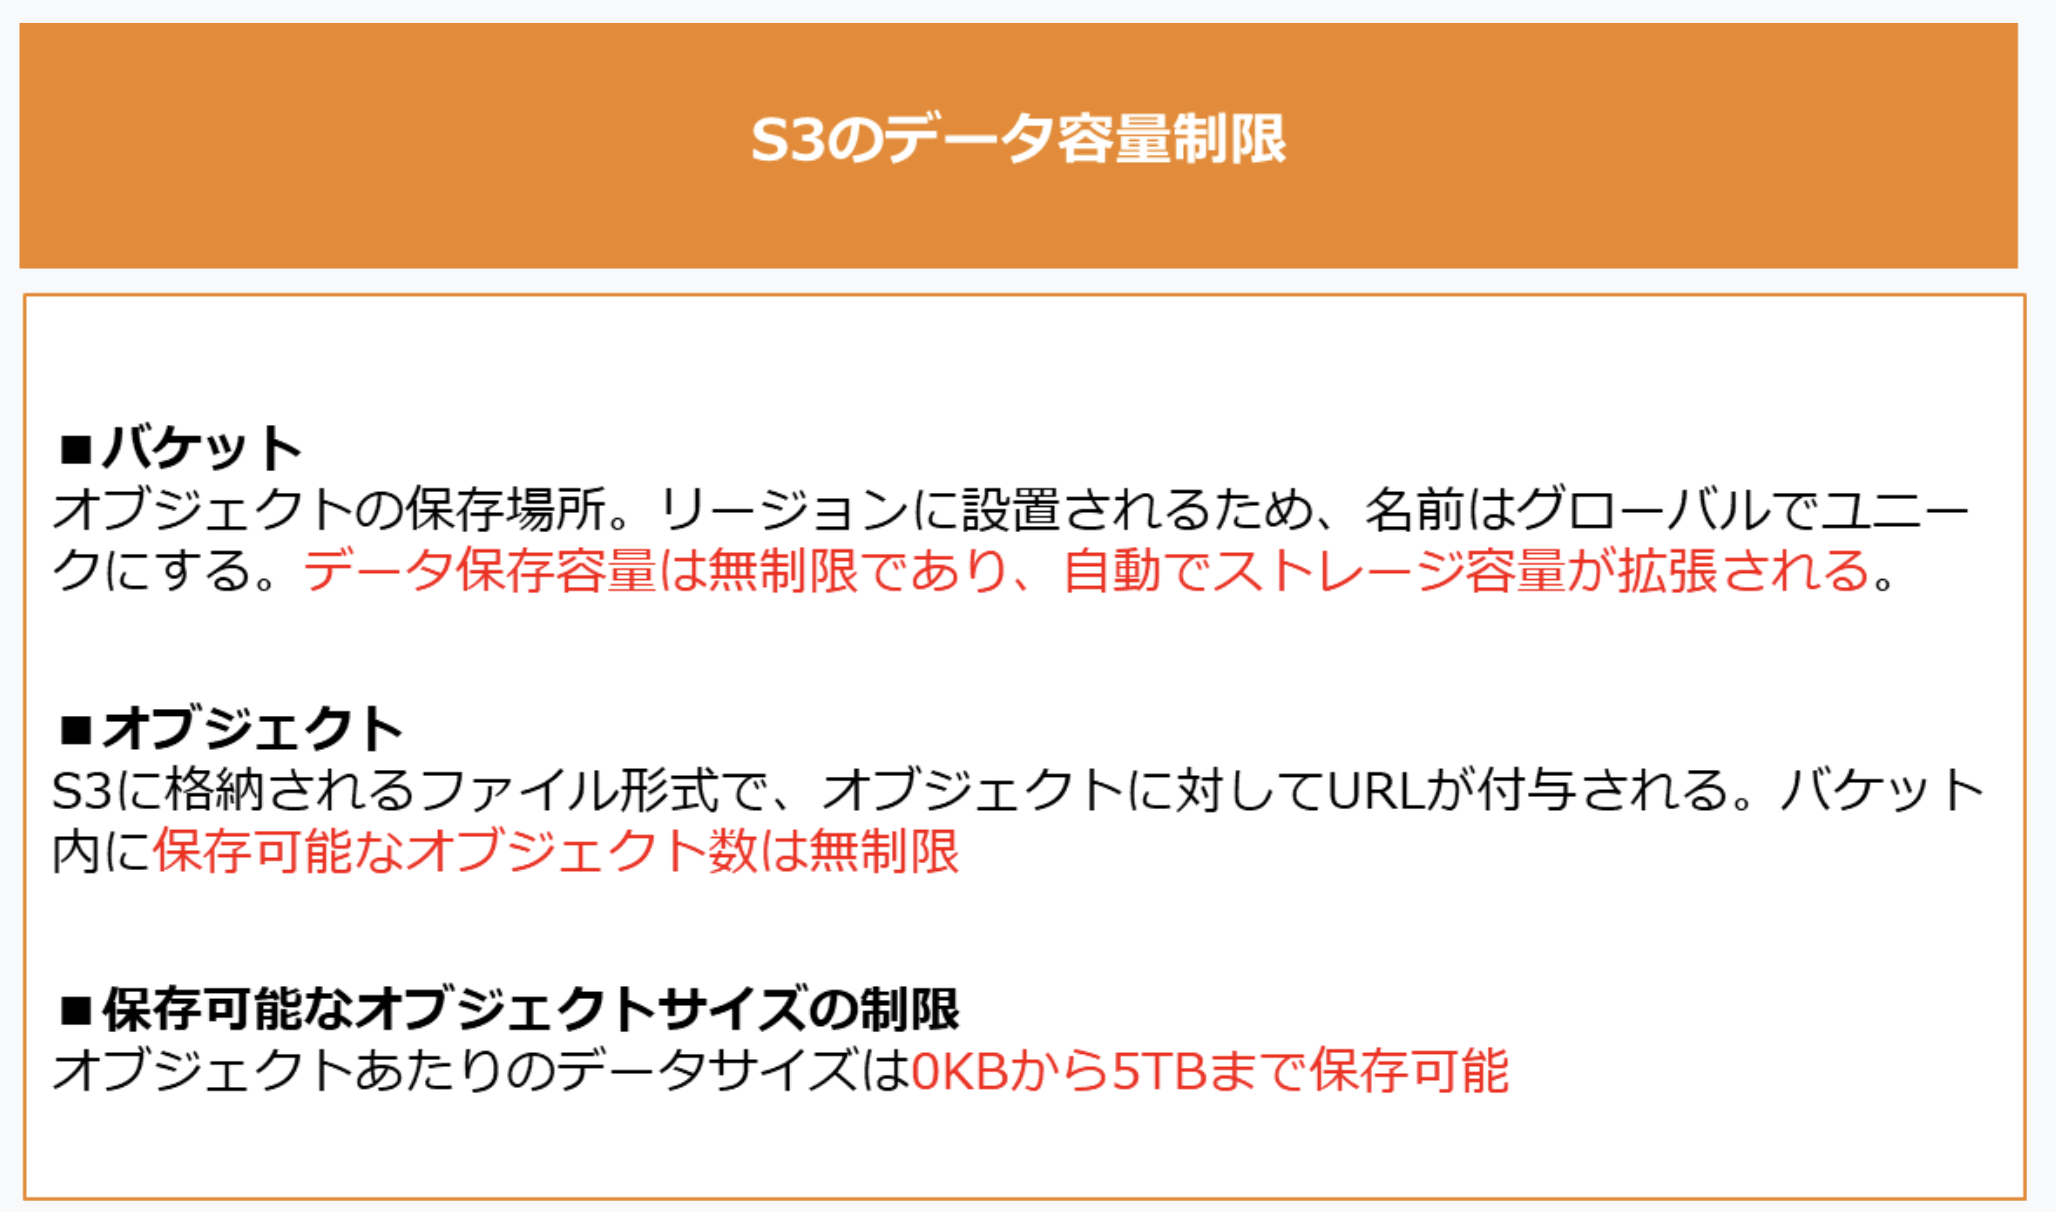 S3のデータ容量制限
■バケット
オブジェクトの保存場所。リージョンに設置されるため、名前はグローバルでユニー
クにする。データ保存容量は無制限であり、自動でストレージ容量が拡張される。
■オブジェクト
S3に格納されるファイル形式で、オブジェクトに対してURLが付与される。バケット
内に保存可能なオブジェクト数は無制限
■保存可能なオブジェクトサイズの制限
オブジェクトあたりのデータサイズは0KBから5TBまで保存可能